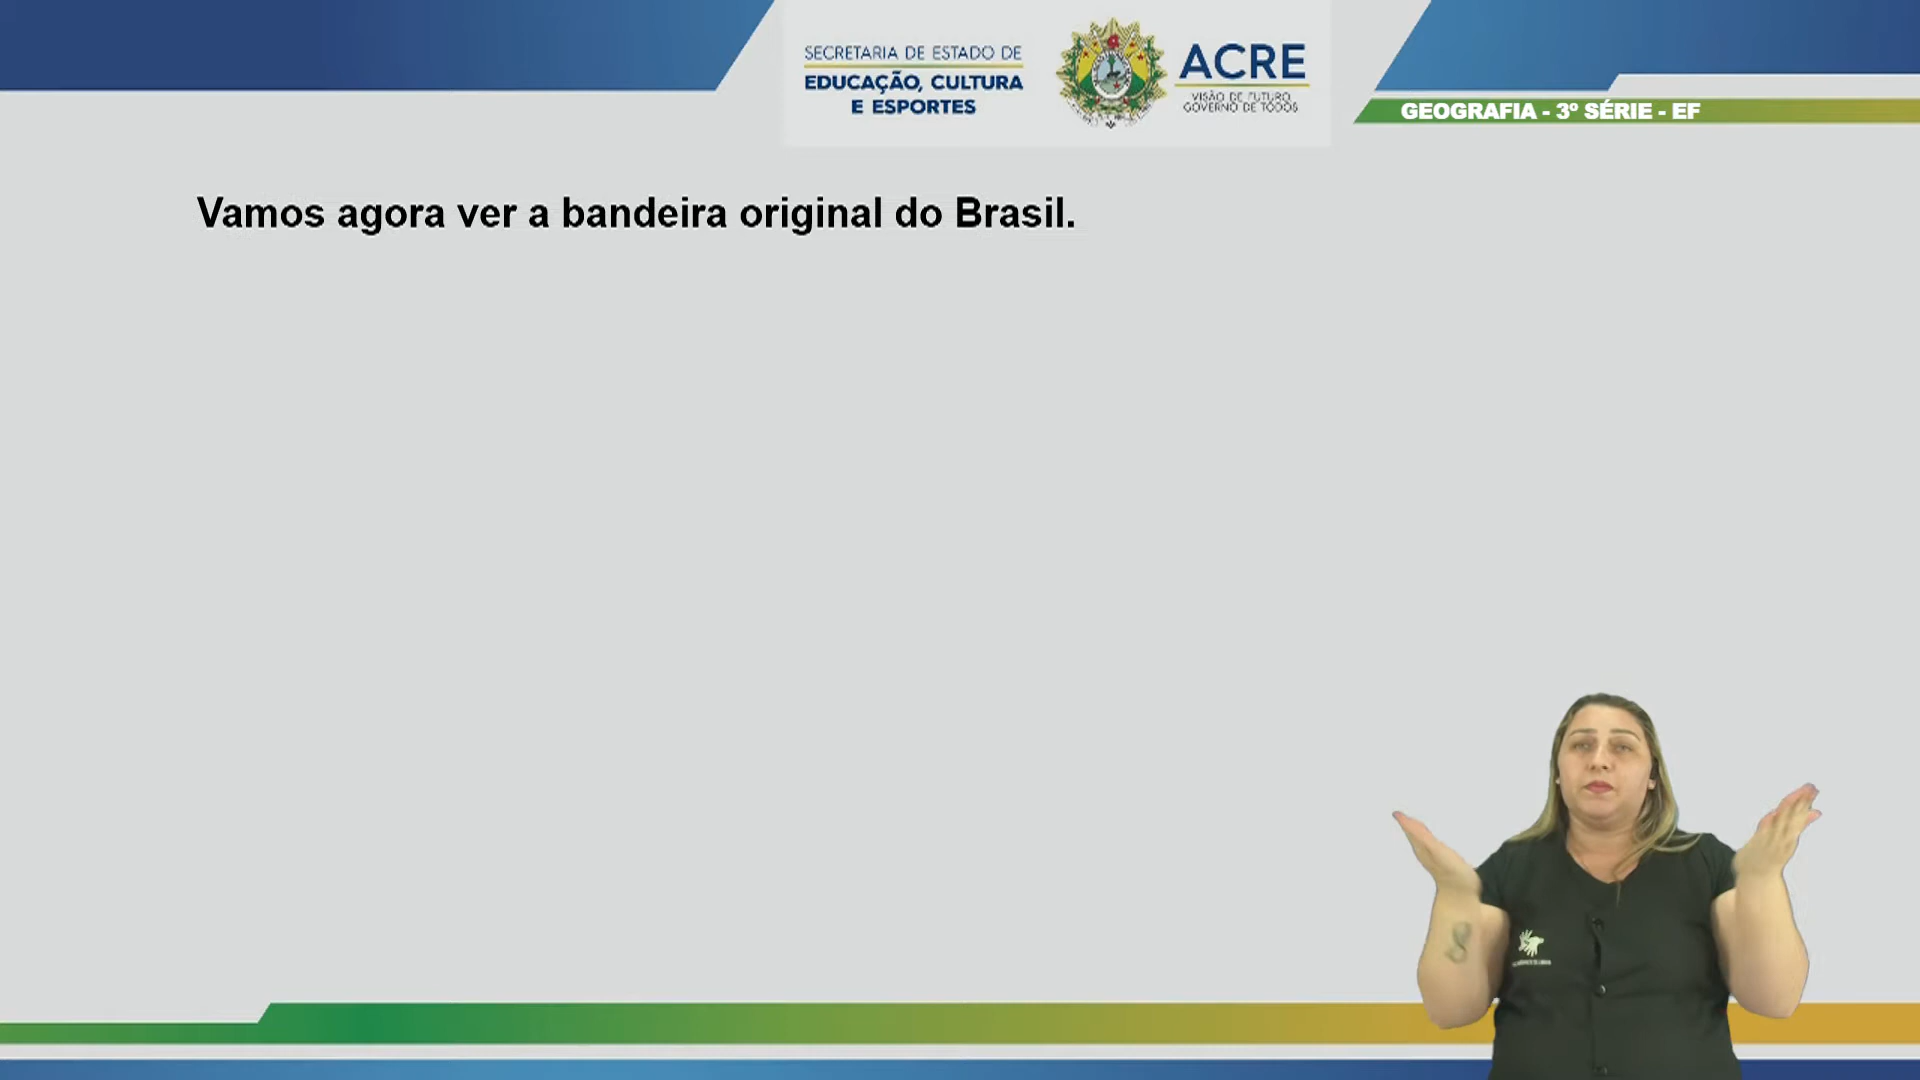 SECRETARIA DE ESTADO DE
EDUCAÇÃO, CULTURA
E ESPORTES
ACRE
VISÃO DE FUTURO,
GOVERNO DE TODOS
GEOGRAFIA - 3º SÉRIE - EF
Vamos agora ver a bandeira original do Brasil.